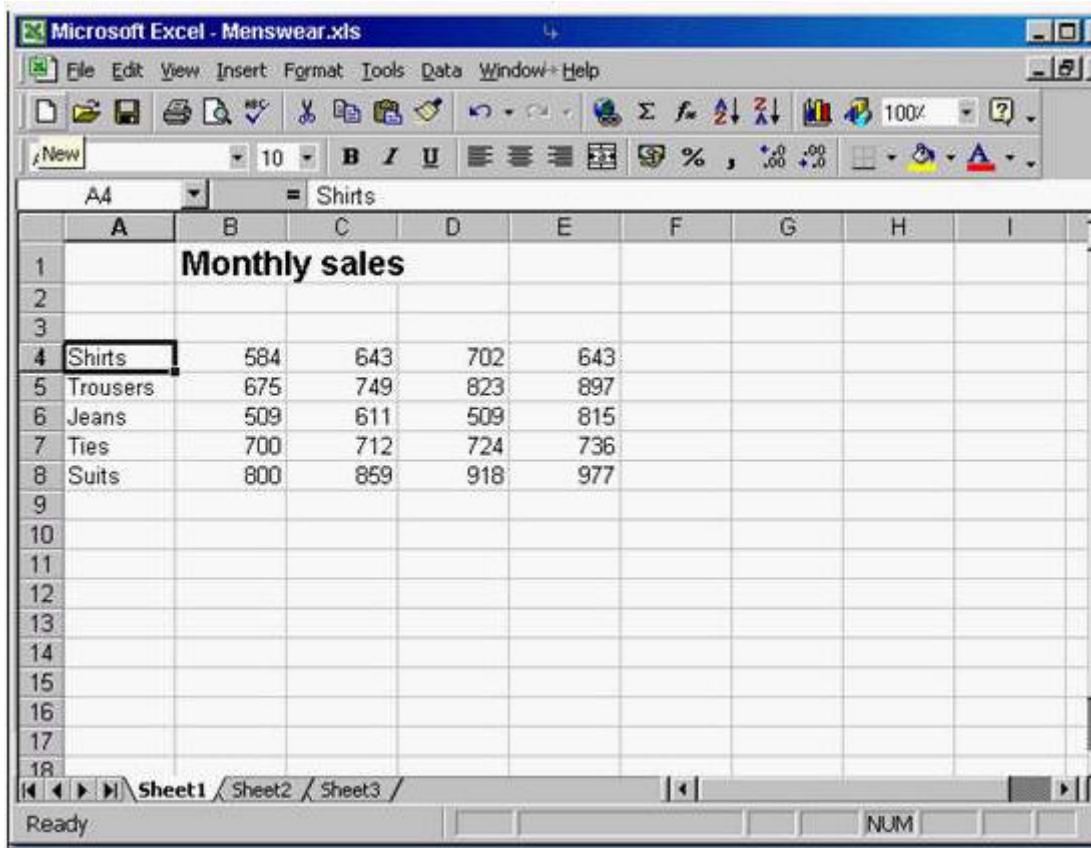 Microsoft Excel - Menswear.xls
File Edit View Insert Format Tools Data Window Help
ABC Σ 100%
New 10 B I U % ,
A4 = Shirts
A B C D E F G H I
1 Monthly sales
2
3
4 Shirts 584 643 702 643
5 Trousers 675 749 823 897
6 Jeans 509 611 509 815
7 Ties 700 712 724 736
8 Suits 800 859 918 977
9
10
11
12
13
14
15
16
17
18
Sheet1 Sheet2 Sheet3
Ready NUM